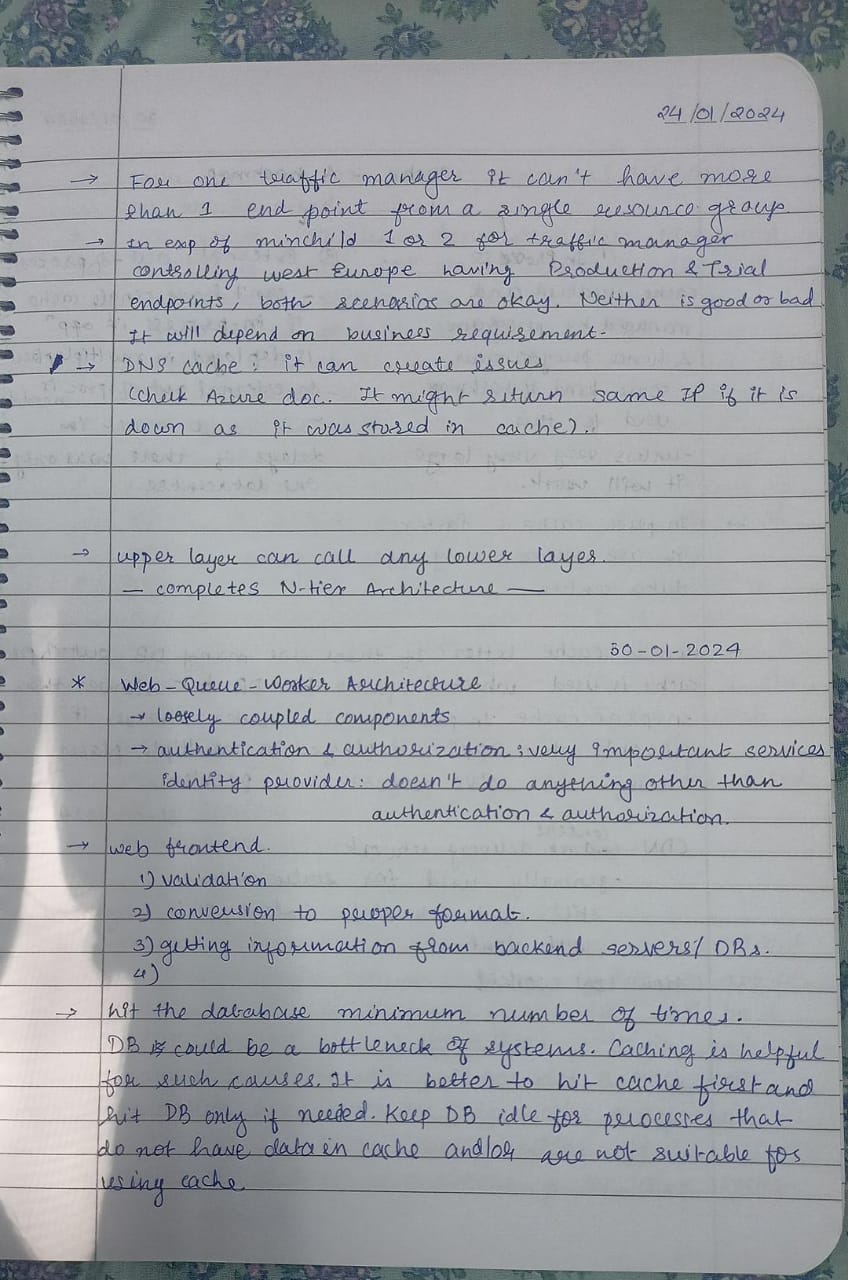 24/01/2024
→ For one traffic manager it can't have more
than 1 end point from a single resource group.
→ In exp of minchild 1 or 2 for traffic manager
controlling west Europe having Production & Trial
endpoints, both scenarios are okay. Neither is good or bad
It will depend on business requirement.
→ DNS cache: it can create issues
(check Azure doc. It might return same IP if it is
down as it was stored in cache).
→ upper layer can call any lower layer.
— completes N-tier Architecture —
30-01-2024
* Web-Queue-Worker Architecture
→ loosely coupled components
→ authentication & authorization: very important services
identity provider: doesn't do anything other than
authentication & authorization.
→ web frontend.
1) validation
2) conversion to proper format.
3) getting information from backend servers/ DBs.
4)
→ hit the database minimum number of times.
DB could be a bottleneck of systems. Caching is helpful
for such causes. It is better to hit cache first and
hit DB only if needed. Keep DB idle for processes that
do not have data in cache and/or are not suitable for
using cache